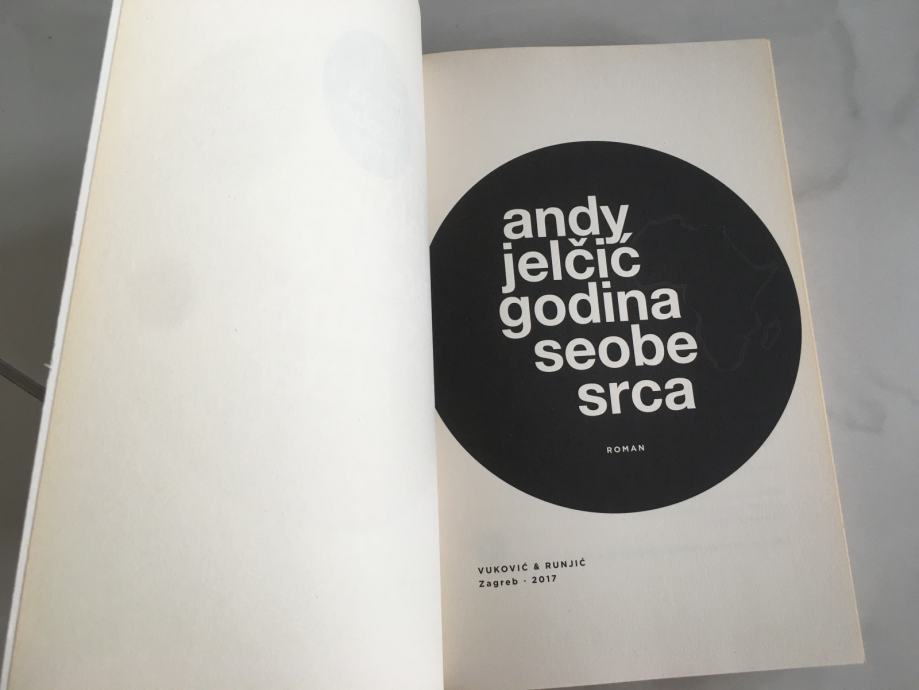 andy
jelčić
godina
seobe
srca
ROMAN
VUKOVIĆ & RUNJIĆ
Zagreb · 2017